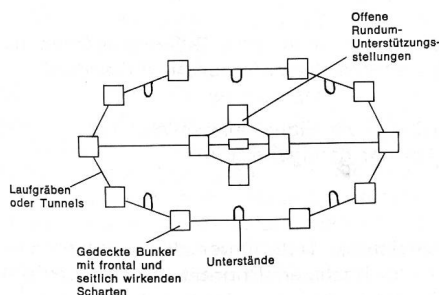 Offene
Rundum-
Unterstützungs-
stellungen
Laufgräben
oder Tunnels
Gedeckte Bunker
mit frontal und
seitlich wirkenden
Scharten
Unterstände